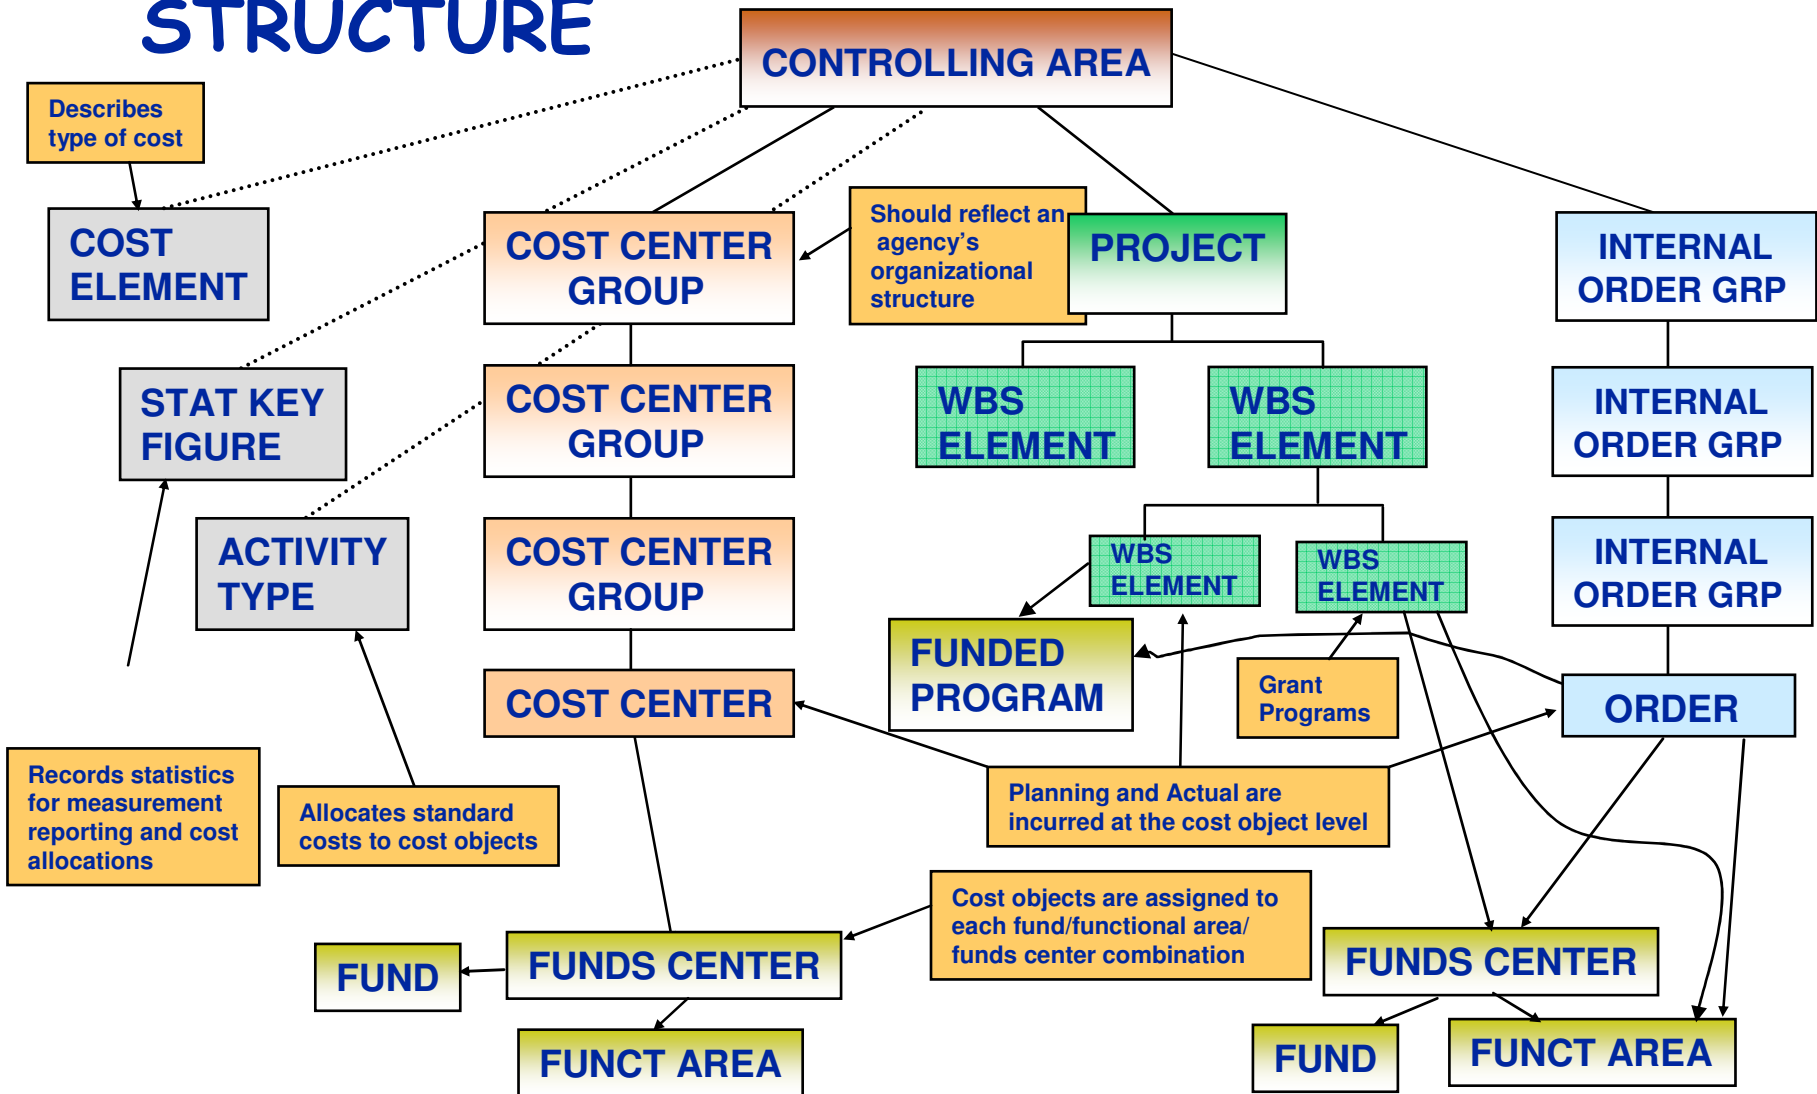 STRUCTURE
CONTROLLING AREA
Describes
type of cost
COST
ELEMENT
COST CENTER
GROUP
Should reflect an
agency’s
organizational
structure
PROJECT
INTERNAL
ORDER GRP
STAT KEY
FIGURE
COST CENTER
GROUP
WBS
ELEMENT
WBS
ELEMENT
INTERNAL
ORDER GRP
ACTIVITY
TYPE
COST CENTER
GROUP
WBS
ELEMENT
WBS
ELEMENT
INTERNAL
ORDER GRP
FUNDED
PROGRAM
Grant
Programs
COST CENTER
ORDER
Records statistics
for measurement
reporting and cost
allocations
Allocates standard
costs to cost objects
Planning and Actual are
incurred at the cost object level
Cost objects are assigned to
each fund/functional area/
funds center combination
FUND
FUNDS CENTER
FUNCT AREA
FUNDS CENTER
FUND
FUNCT AREA